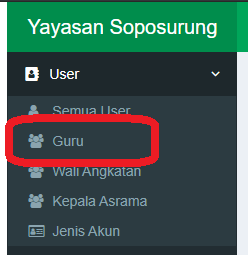 Yayasan Soposurung
User
Semua User
Guru
Wali Angkatan
Kepala Asrama
Jenis Akun